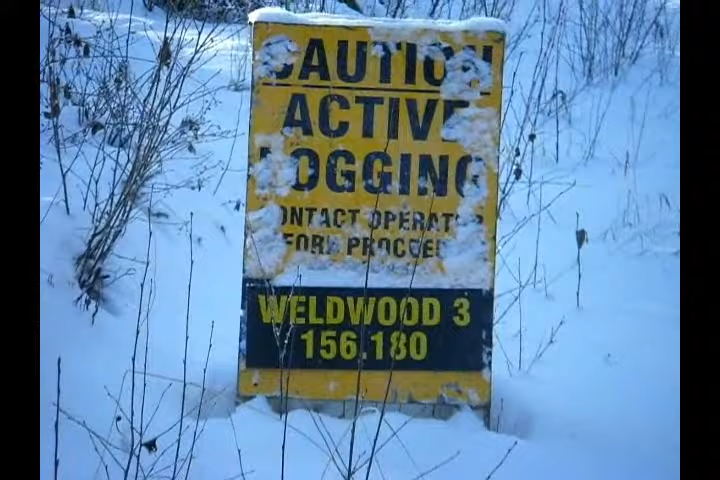 CAUTION
ACTIVE
LOGGING
CONTACT OPERATOR
BEFORE PROCEEDING
WELDWOOD 3
156.180